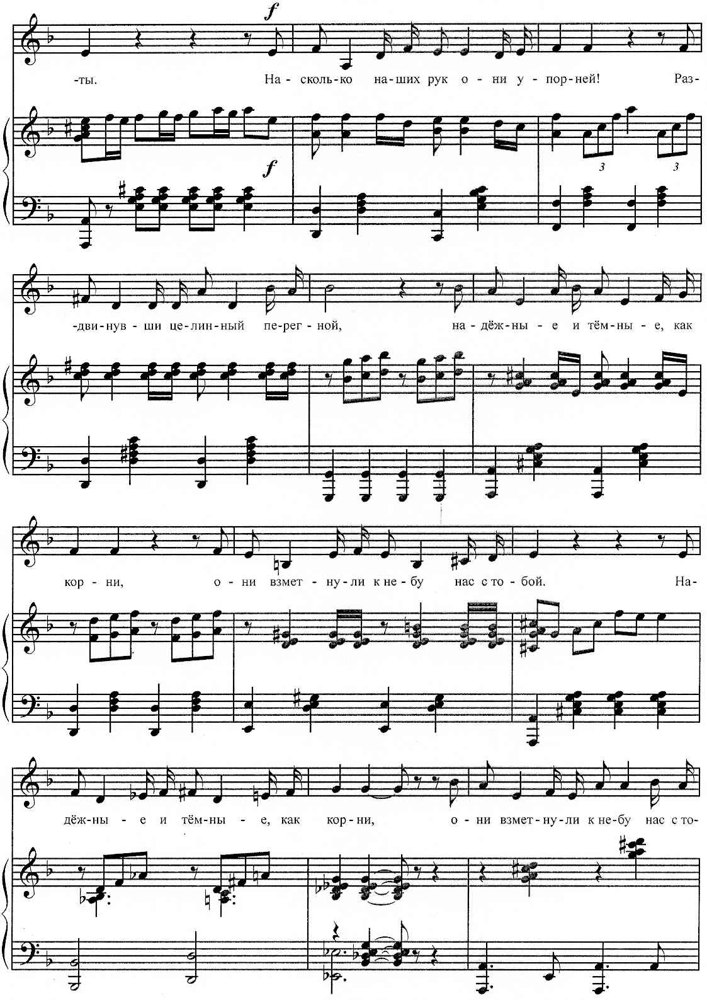 f
-ты. На - сколь-ко на-ших рук о - ни у - пор-ней! Раз-
f
3 3
-дви-нув - ши це-лин-ный пе-рег - ной, на - дёж-ны - е и тём-ны - е, как
кор - ни, о - ни взмет - ну-ли к не-бу нас с то - бой. На-
дёж-ны - е и тём-ны - е, как кор - ни, о - ни взмет-ну-ли к не-бу нас с то-